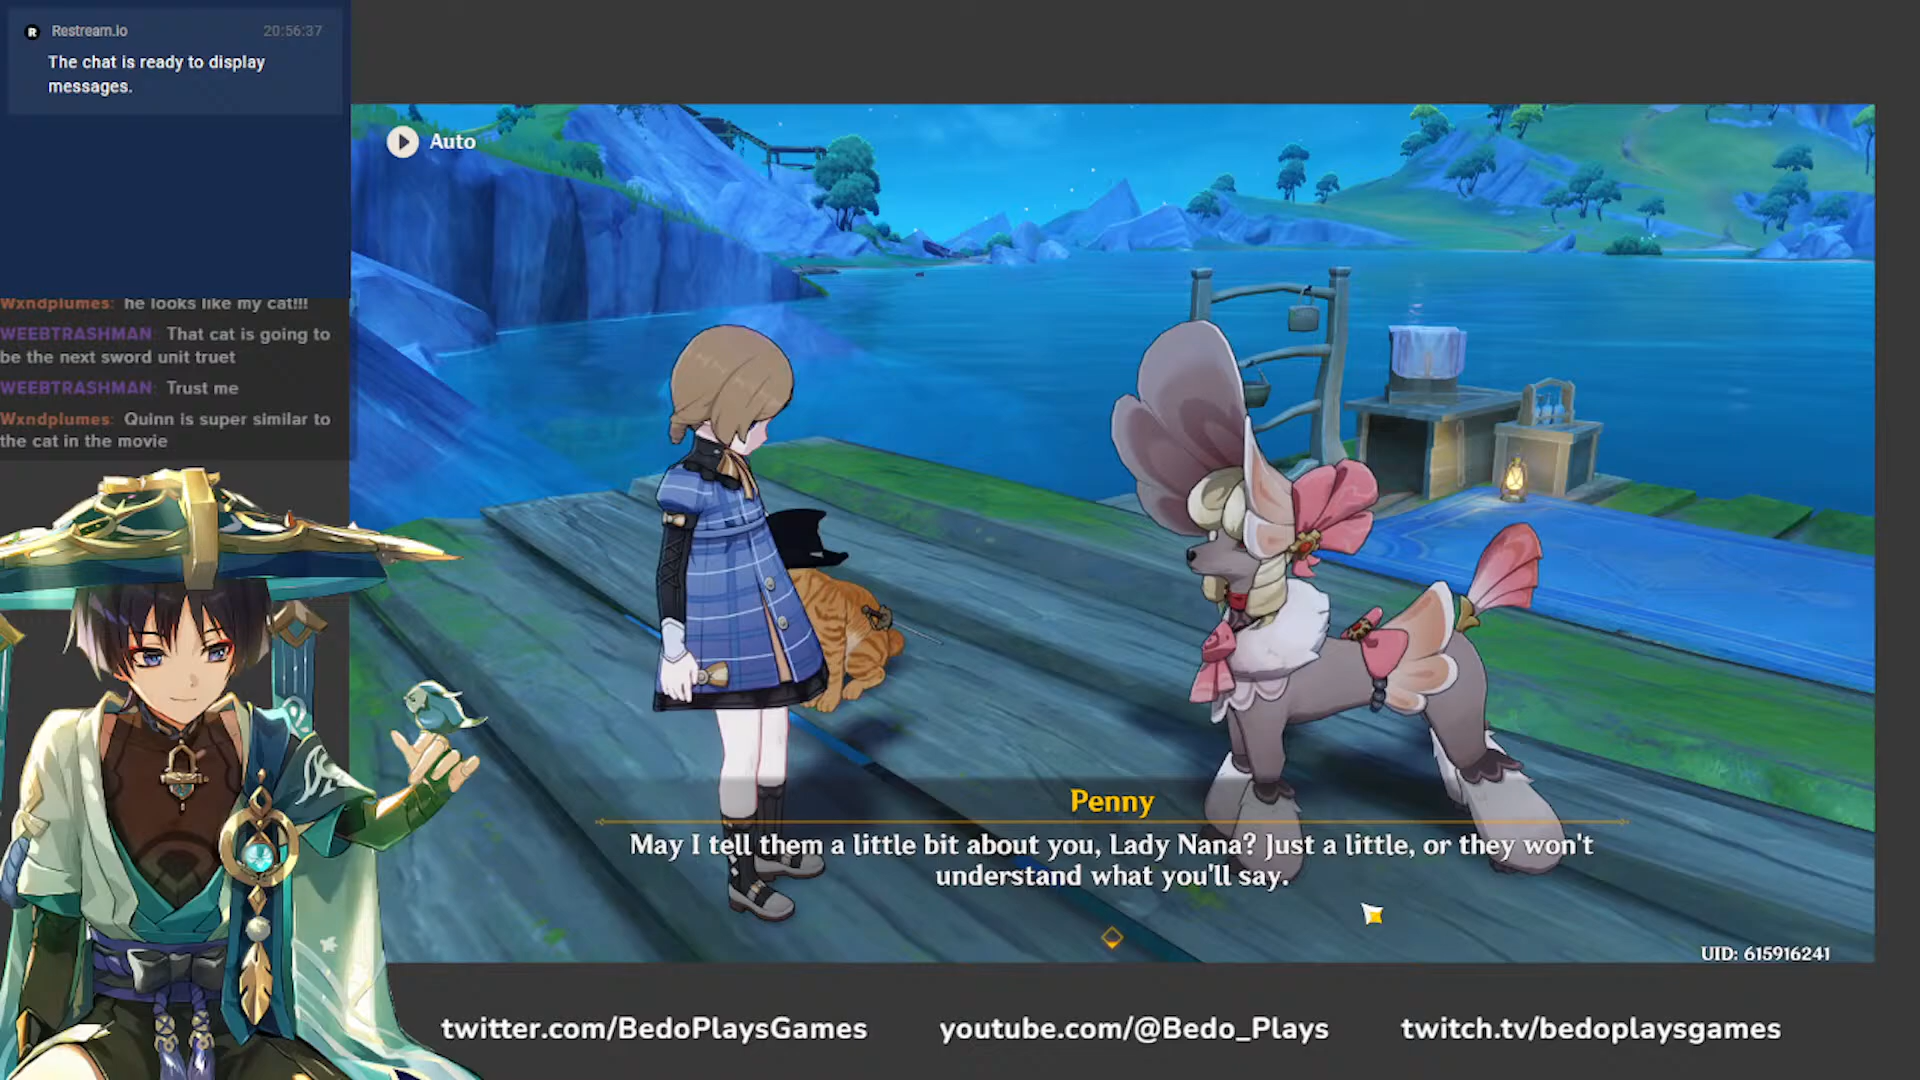 R Restream.io 20:56:37
The chat is ready to display
messages.
Auto
Wxndplumes: he looks like my cat!!!
WEEBTRASHMAN: That cat is going to
be the next sword unit truet
WEEBTRASHMAN: Trust me
Wxndplumes: Quinn is super similar to
the cat in the movie
Penny
May I tell them a little bit about you, Lady Nana? Just a little, or they won't
understand what you'll say.
UID: 615916241
twitter.com/BedoPlaysGames youtube.com/@Bedo_Plays twitch.tv/bedoplaysgames